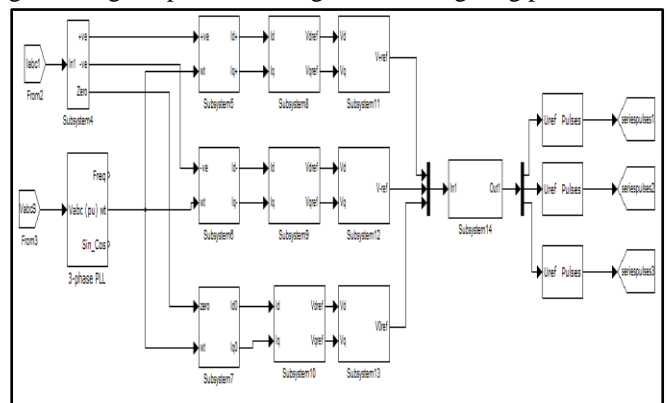 Iabc1
From2
In1
+ve
-ve
Zero
Subsystem4
+ve
wt
Id+
Iq+
Subsystem5
Id
Iq
Vdref
Vqref
Subsystem8
Vd
Vq
V+ref
Subsystem11
From3
Vabc (pu)
Freq
wt
Sin_Cos
3-phase PLL
-ve
wt
Id-
Iq-
Subsystem6
Id
Iq
Vdref
Vqref
Subsystem9
Vd
Vq
V-ref
Subsystem12
zero
wt
Id0
Iq0
Subsystem7
Id
Iq
Vdref
Vqref
Subsystem10
Vd
Vq
V0ref
Subsystem13
In1
Out1
Subsystem14
Uref Pulses
seriespulses1
Uref Pulses
seriespulses2
Uref Pulses
seriespulses3